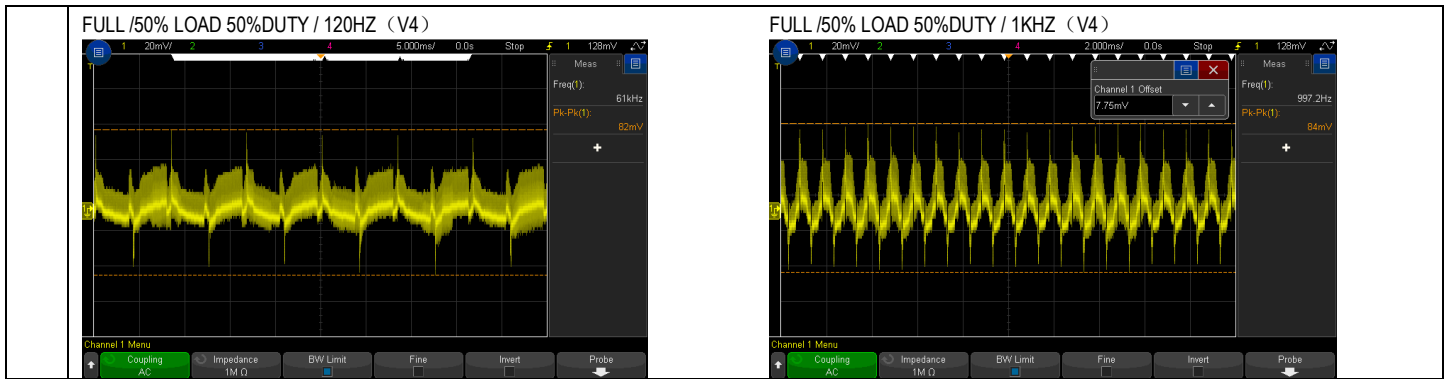 FULL /50% LOAD 50%DUTY / 120HZ（V4）
1 20mV/ 2 3 4 5.000ms/ 0.0s Stop 1 128mV
T
Meas
Freq(1):
61kHz
Pk-Pk(1):
82mV
+
Channel 1 Menu
Coupling
AC
Impedance
1M Ω
BW Limit
Fine
Invert
Probe
FULL /50% LOAD 50%DUTY / 1KHZ（V4）
1 20mV/ 2 3 4 2.000ms/ 0.0s Stop 1 128mV
T
Channel 1 Offset
7.75mV
Meas
Freq(1):
997.2Hz
Pk-Pk(1):
84mV
+
Channel 1 Menu
Coupling
AC
Impedance
1M Ω
BW Limit
Fine
Invert
Probe